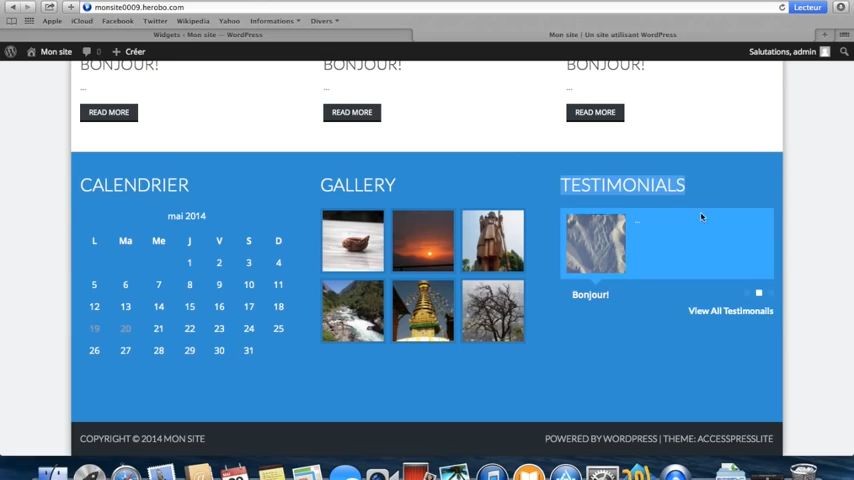 monsite0009.herobo.com
Lecteur
Apple iCloud Facebook Twitter Wikipedia Yahoo Informations Divers
Widgets ‹ Mon site — WordPress
Mon site | Un site utilisant WordPress
Mon site 0 + Créer
Salutations, admin
BONJOUR! BONJOUR! BONJOUR!
... ... ...
READ MORE READ MORE READ MORE
CALENDRIER
mai 2014
L Ma Me J V S D
1 2 3 4
5 6 7 8 9 10 11
12 13 14 15 16 17 18
19 20 21 22 23 24 25
26 27 28 29 30 31
GALLERY
TESTIMONIALS
...
Bonjour!
View All Testimonails
COPYRIGHT © 2014 MON SITE
POWERED BY WORDPRESS | THEME: ACCESSPRESSLITE